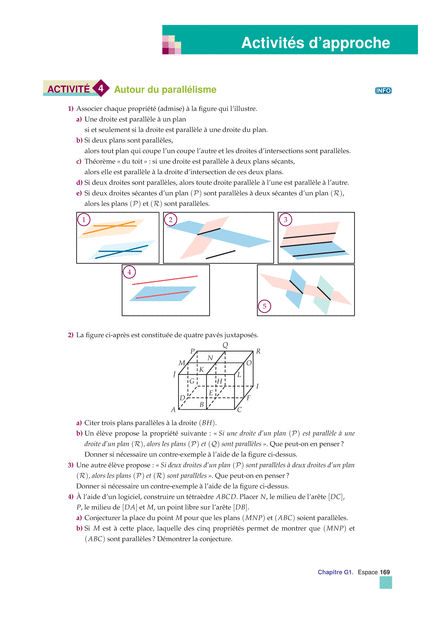 Activités d'approche
ACTIVITÉ 4 Autour du parallélisme
INFO
1) Associer chaque propriété (admise) à la figure qui l'illustre.
a) Une droite est parallèle à un plan
si et seulement si la droite est parallèle à une droite du plan.
b) Si deux plans sont parallèles,
alors tout plan qui coupe l'un coupe l'autre et les droites d'intersections sont parallèles.
c) Théorème « du toit » : si une droite est parallèle à deux plans sécants,
alors elle est parallèle à la droite d'intersection de ces deux plans.
d) Si deux droites sont parallèles, alors toute droite parallèle à l'une est parallèle à l'autre.
e) Si deux droites sécantes d'un plan (P) sont parallèles à deux sécantes d'un plan (R),
alors les plans (P) et (R) sont parallèles.
1 2 3
4
5
2) La figure ci-après est constituée de quatre pavés juxtaposés.
Q
P R
N
M O
K
J L
G H I
E
D F
B
A C
a) Citer trois plans parallèles à la droite (BH).
b) Un élève propose la propriété suivante : « Si une droite d'un plan (P) est parallèle à une
droite d'un plan (R), alors les plans (P) et (Q) sont parallèles ». Que peut-on en penser ?
Donner si nécessaire un contre-exemple à l'aide de la figure ci-dessus.
3) Une autre élève propose : « Si deux droites d'un plan (P) sont parallèles à deux droites d'un plan
(R), alors les plans (P) et (R) sont parallèles ». Que peut-on en penser ?
Donner si nécessaire un contre-exemple à l'aide de la figure ci-dessus.
4) À l'aide d'un logiciel, construire un tétraèdre ABCD. Placer N, le milieu de l'arête [DC],
P, le milieu de [DA] et M, un point libre sur l'arête [DB].
a) Conjecturer la place du point M pour que les plans (MNP) et (ABC) soient parallèles.
b) Si M est à cette place, laquelle des cinq propriétés permet de montrer que (MNP) et
(ABC) sont parallèles ? Démontrer la conjecture.
Chapitre G1. Espace 169